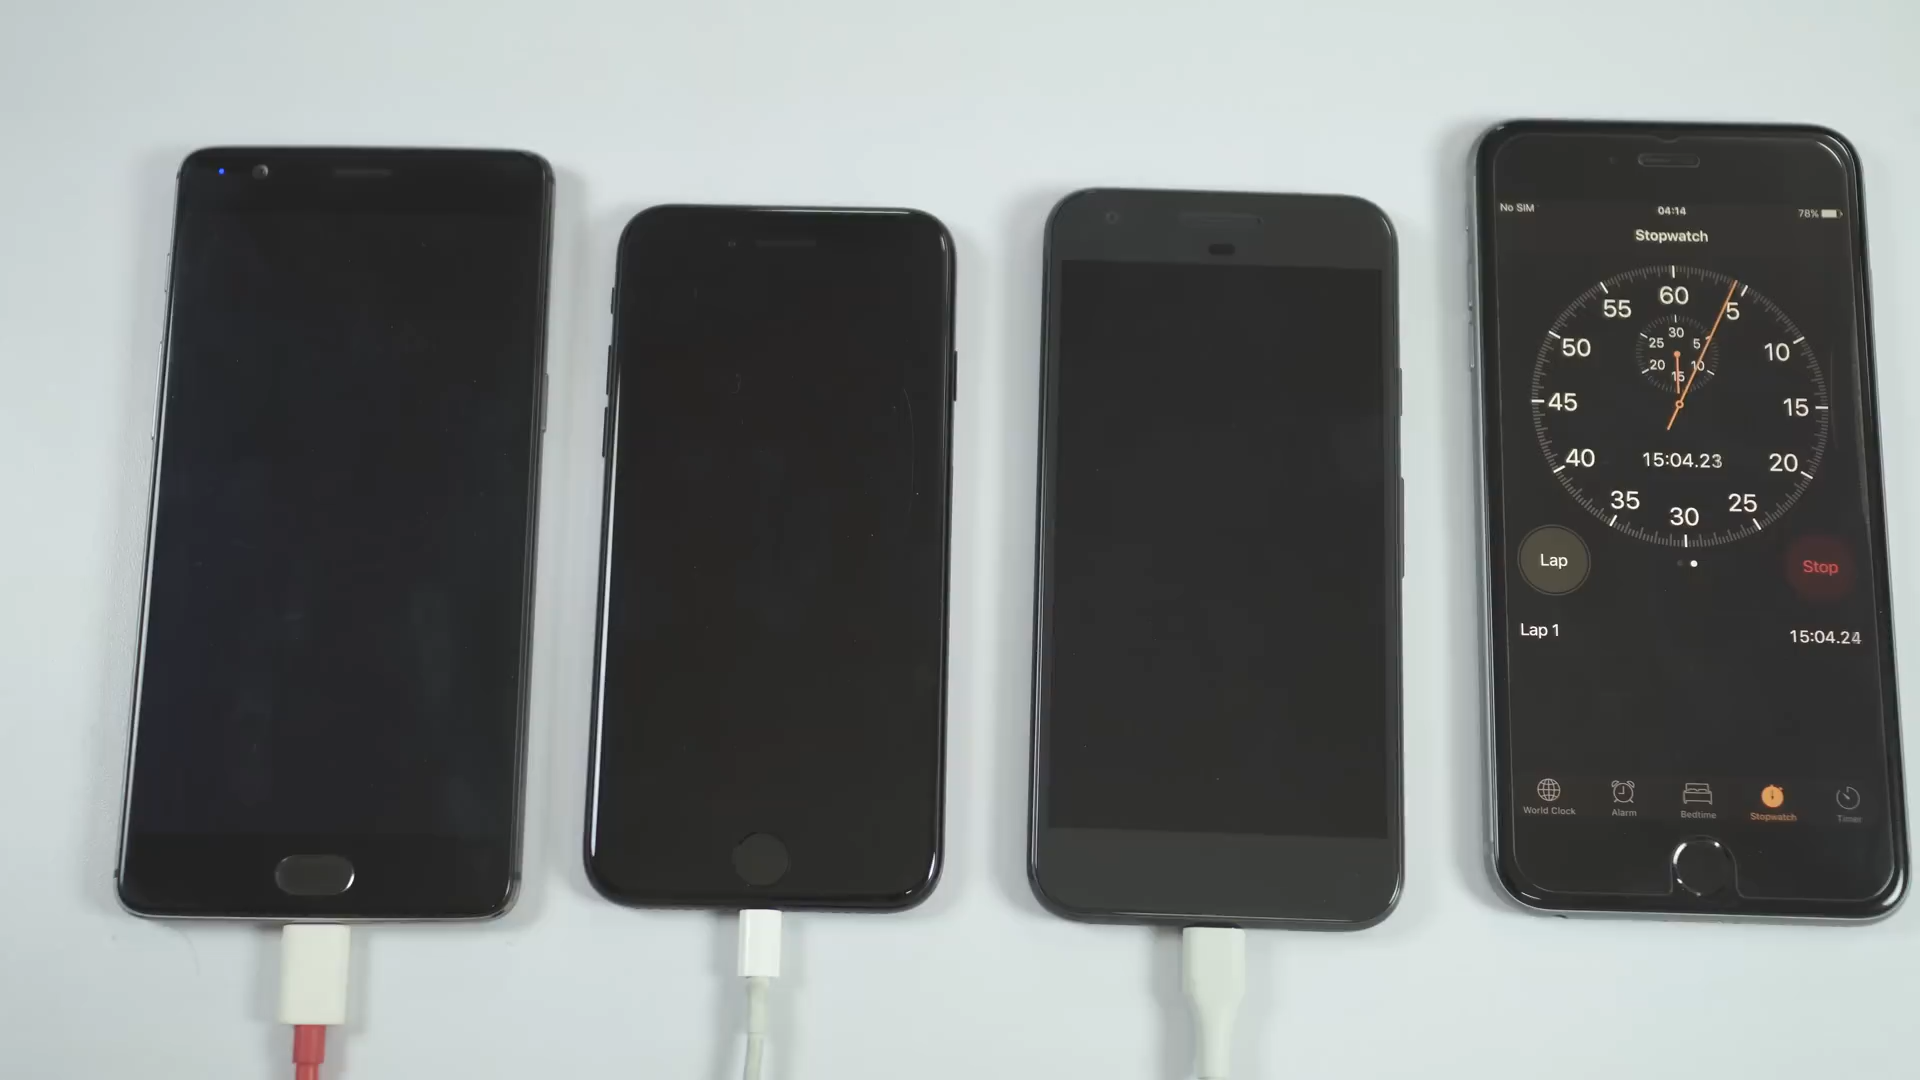 No SIM 04:14 78%
Stopwatch
60
55 5
50 10
45 15
40 20
35 25
30
30
25 5
20 10
15
15:04.23
Lap Stop
Lap 1 15:04.24
World Clock Alarm Bedtime Stopwatch Timer